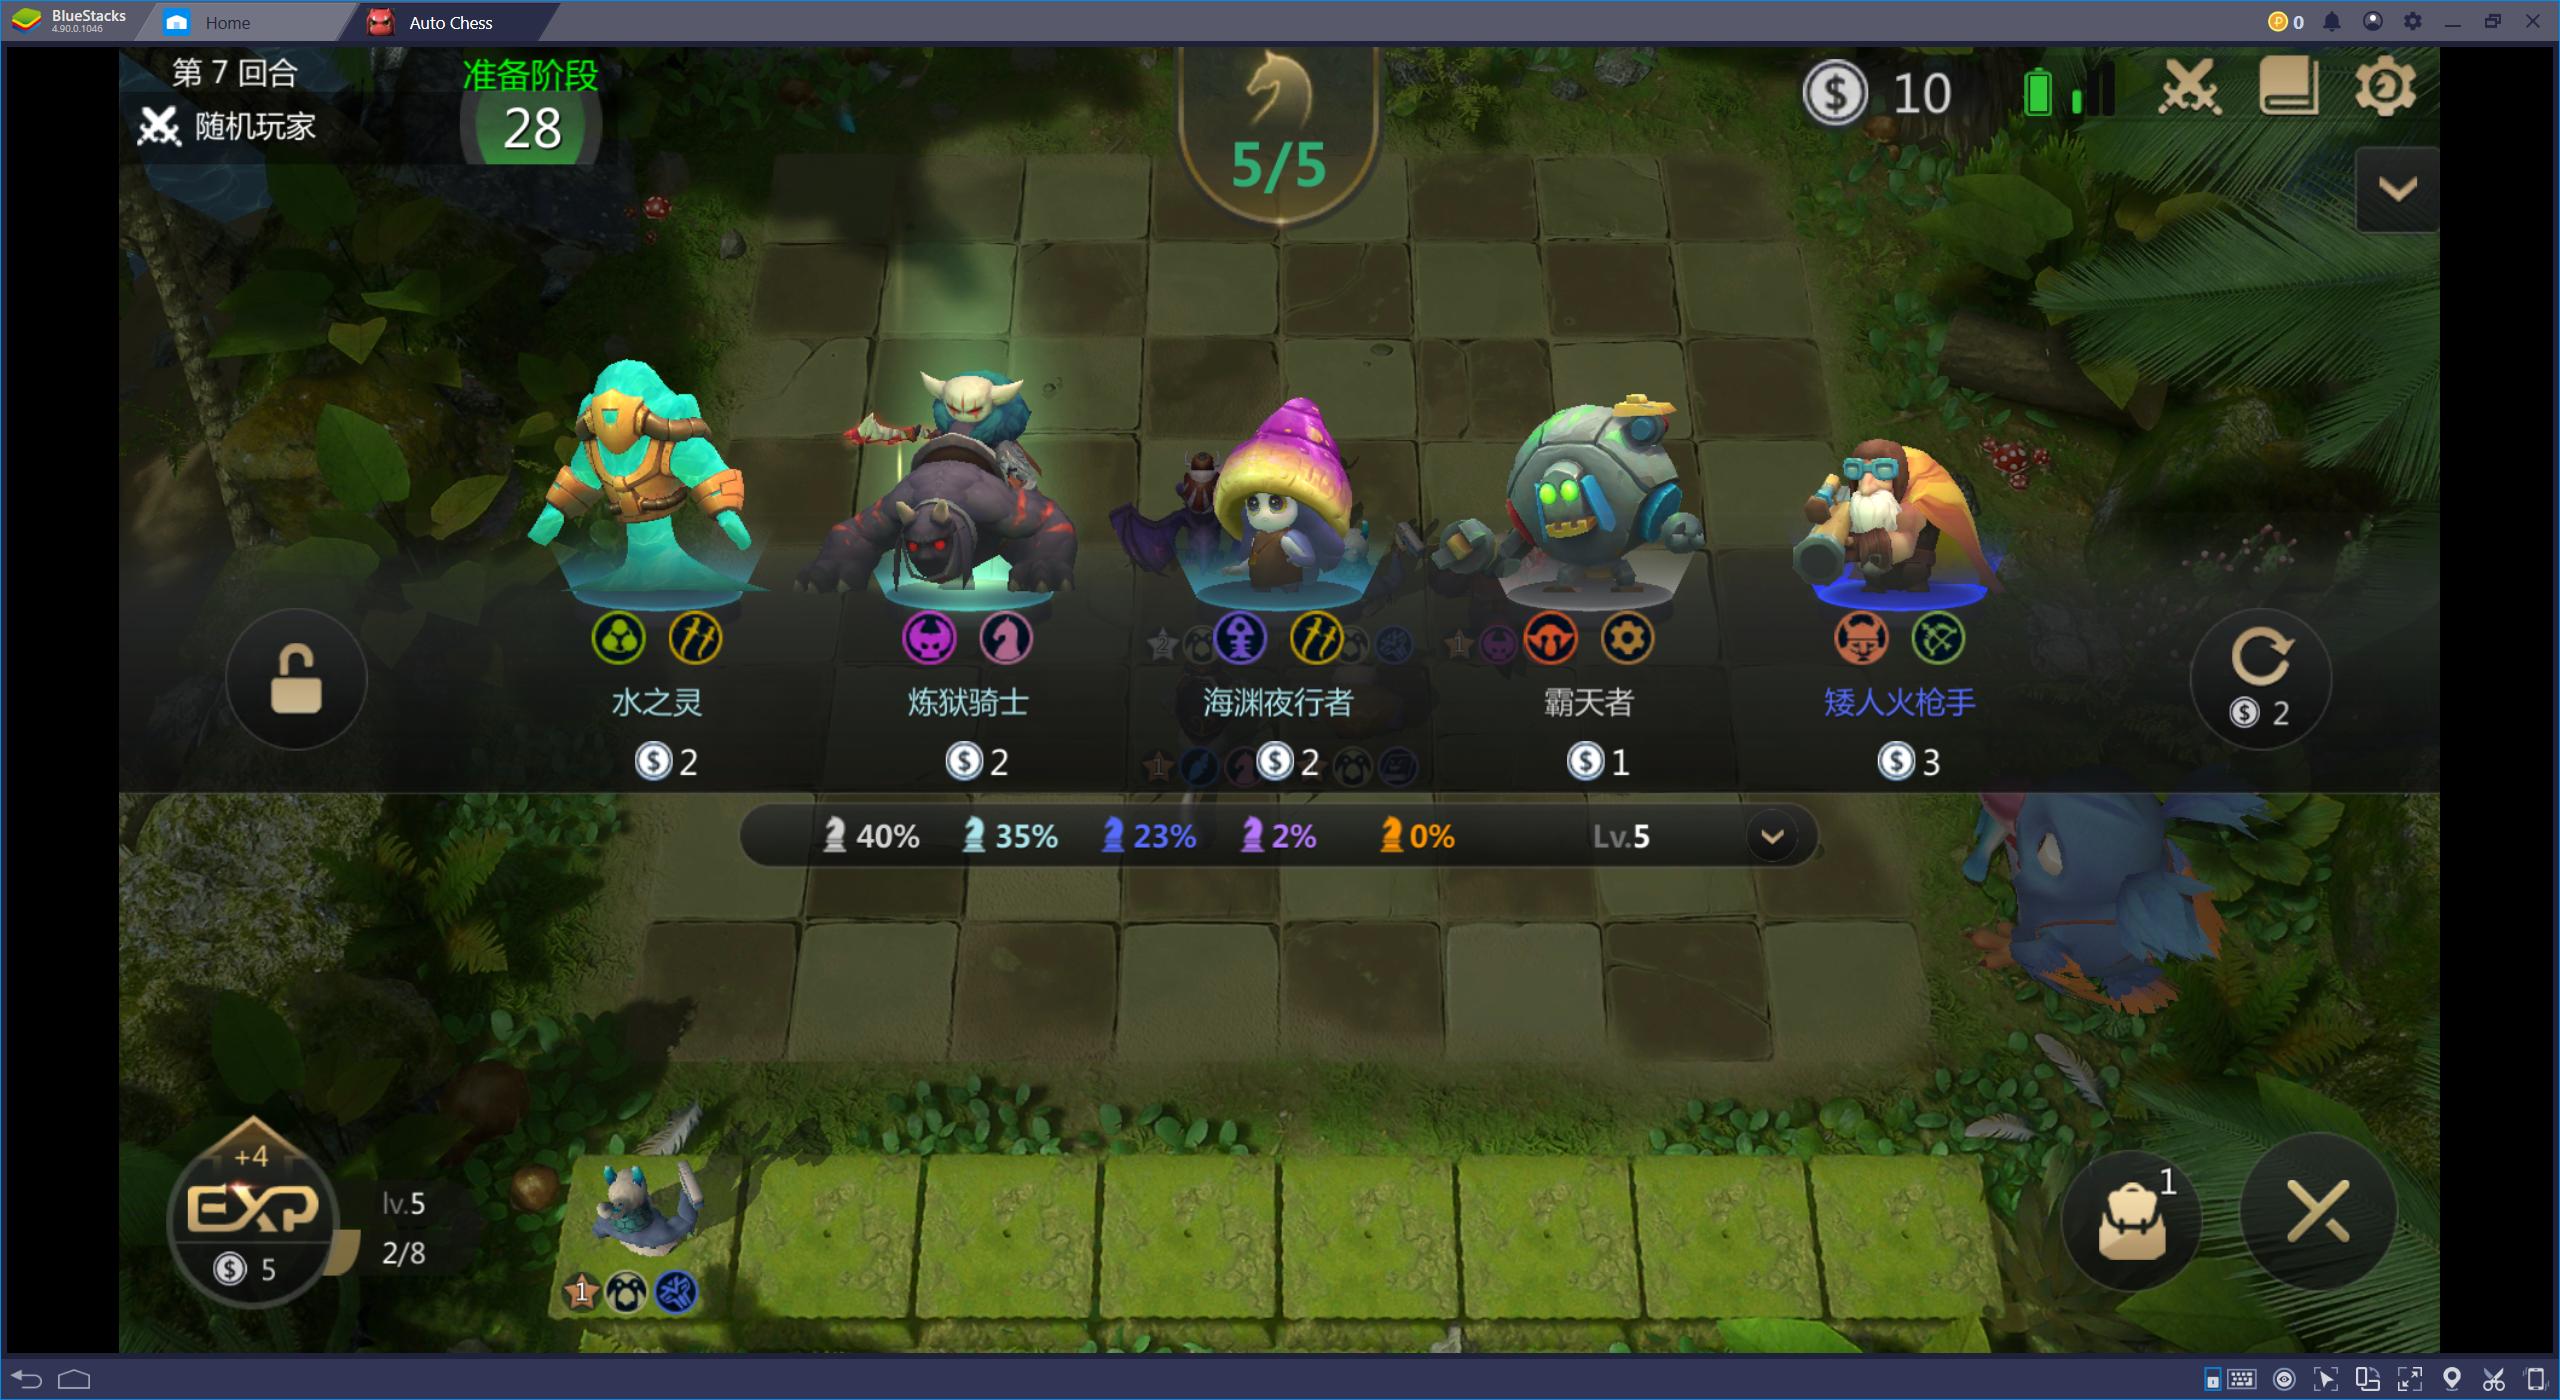 BlueStacks
4.90.0.1046
Home
Auto Chess
0
第 7 回合
随机玩家
准备阶段
28
5/5
10
水之灵
炼狱骑士
海渊夜行者
霸天者
矮人火枪手
2
2
2
1
3
2
2
1
1
40%
35%
23%
2%
0%
Lv.5
+4
EXP
5
lv.5
2/8
1
1